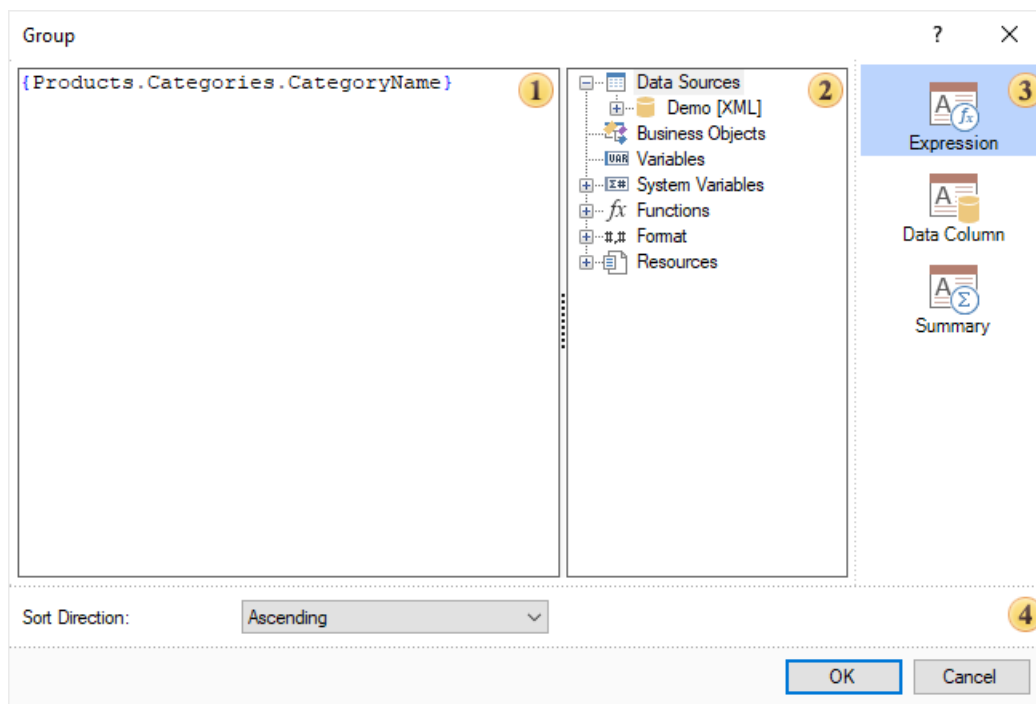 Group
?
{Products.Categories.CategoryName}
1
Data Sources
2
Demo [XML]
Business Objects
VAR Variables
Σ# System Variables
fx Functions
#,# Format
Resources
3
A fx
Expression
A
Data Column
A Σ
Summary
Sort Direction:
Ascending
4
OK
Cancel